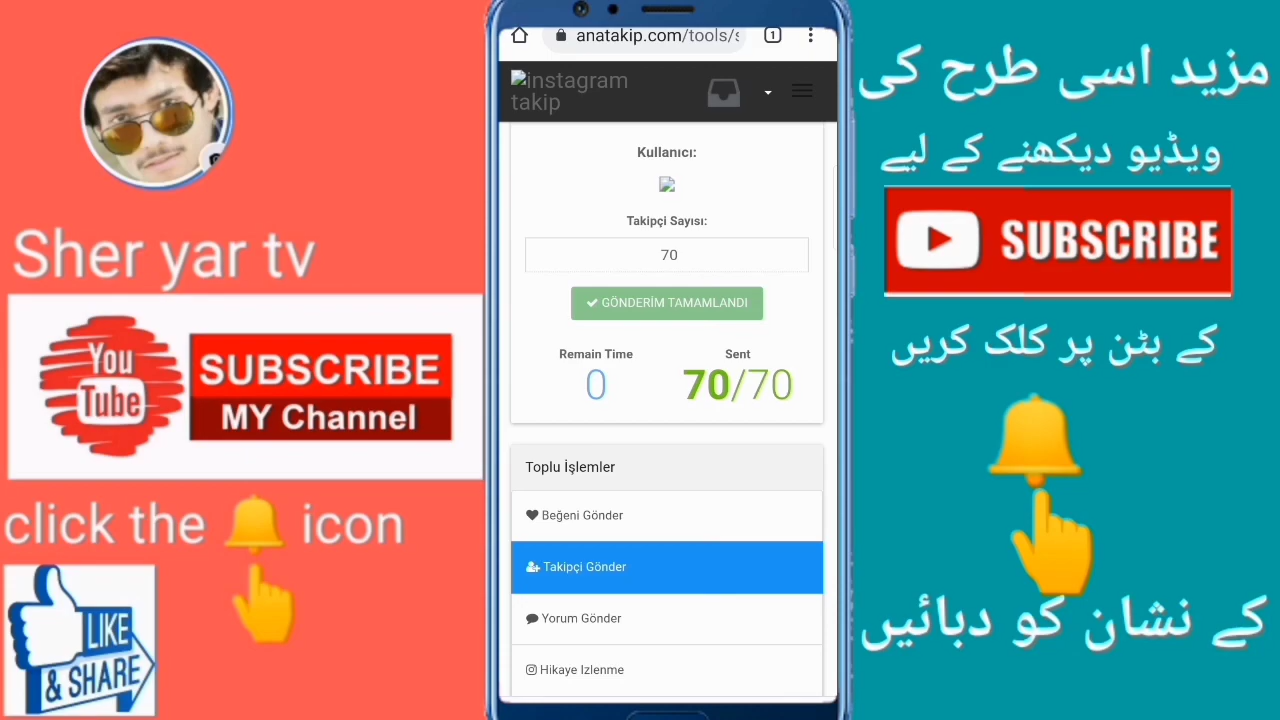 Sher yar tv
You
Tube
SUBSCRIBE
MY Channel
click the 🔔 icon
LIKE
& SHARE
anatakip.com/tools/s
1
instagram
takip
Kullanıcı:
Takipçi Sayısı:
70
✔ GÖNDERİM TAMAMLANDI
Remain Time Sent
0 70/70
Toplu İşlemler
Beğeni Gönder
Takipçi Gönder
Yorum Gönder
Hikaye Izlenme
مزید اسی طرح کی
ویڈیو دیکھنے کے لیے
SUBSCRIBE
کے بٹن پر کلک کریں
کے نشان کو دبائیں